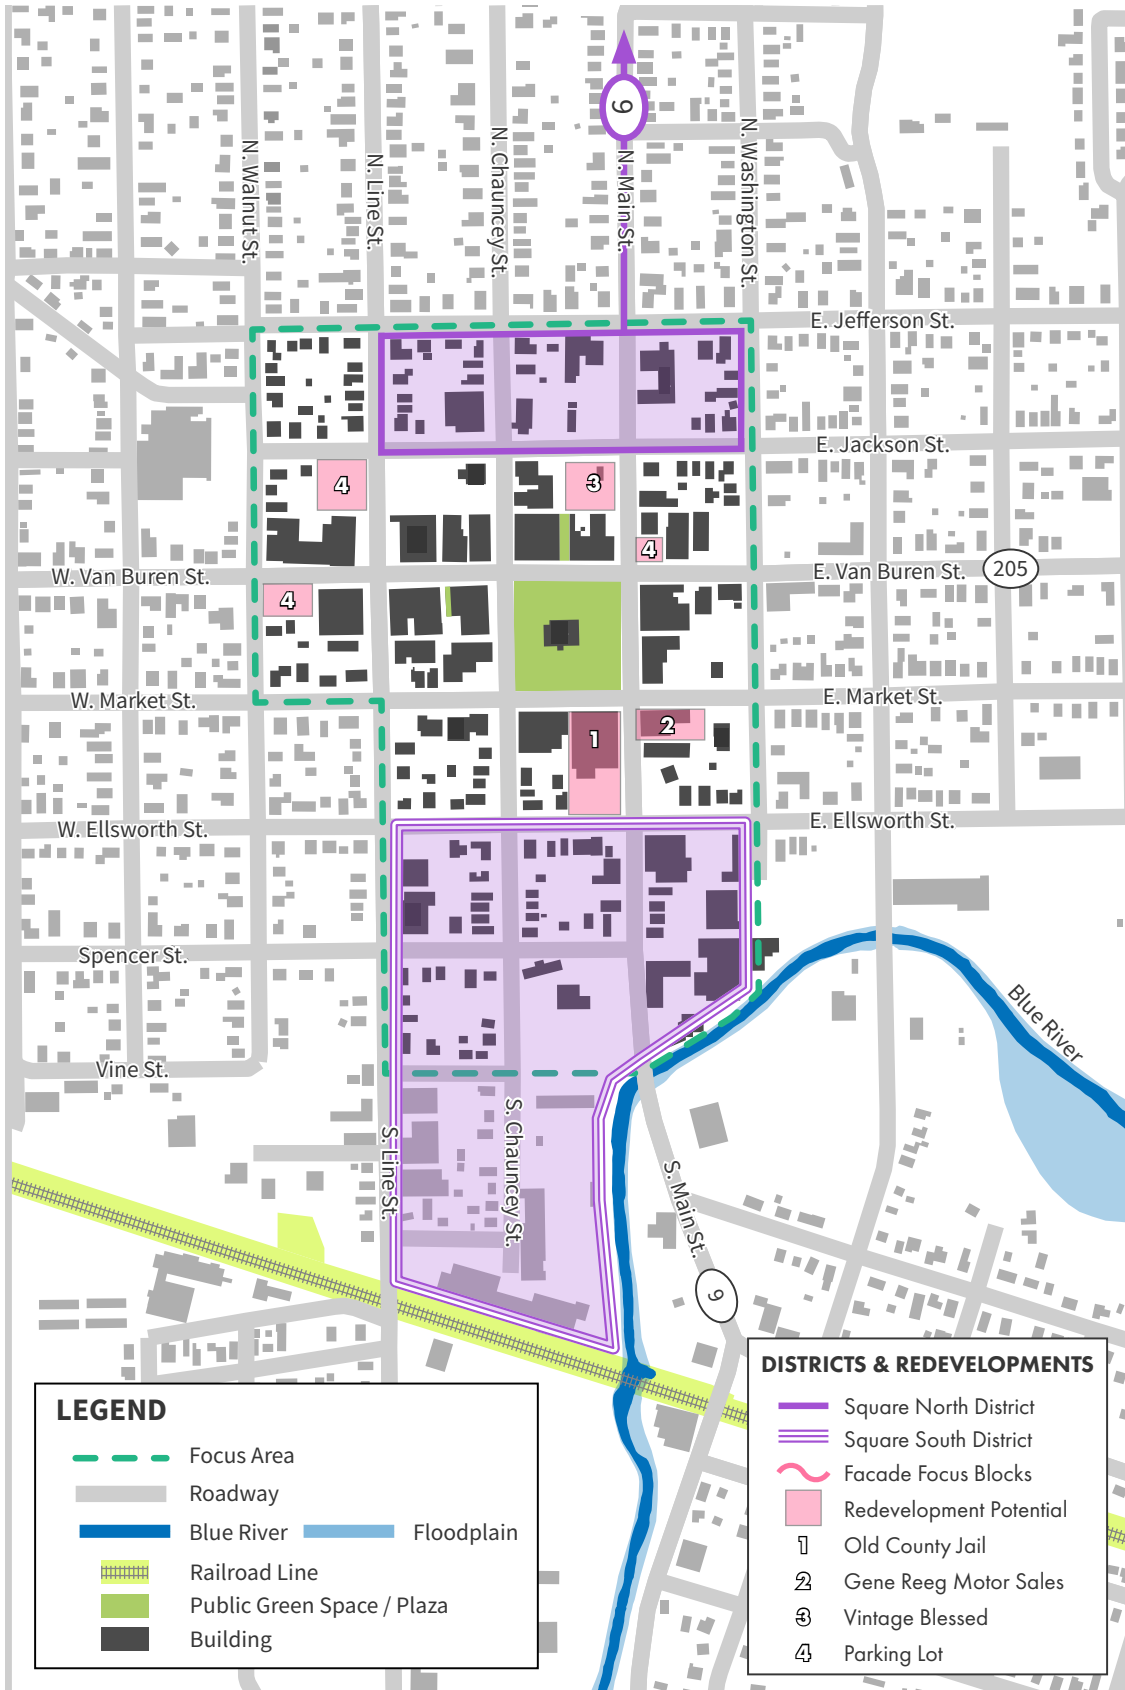 9
N. Walnut St.
N. Line St.
N. Chauncey St.
N. Main St.
N. Washington St.
E. Jefferson St.
E. Jackson St.
4
3
4
W. Van Buren St.
E. Van Buren St.
205
4
W. Market St.
E. Market St.
1
2
W. Ellsworth St.
E. Ellsworth St.
Spencer St.
Blue River
Vine St.
S. Line St.
S. Chauncey St.
S. Main St.
9
LEGEND
Focus Area
Roadway
Blue River
Floodplain
Railroad Line
Public Green Space / Plaza
Building
DISTRICTS & REDEVELOPMENTS
Square North District
Square South District
Facade Focus Blocks
Redevelopment Potential
1 Old County Jail
2 Gene Reeg Motor Sales
3 Vintage Blessed
4 Parking Lot